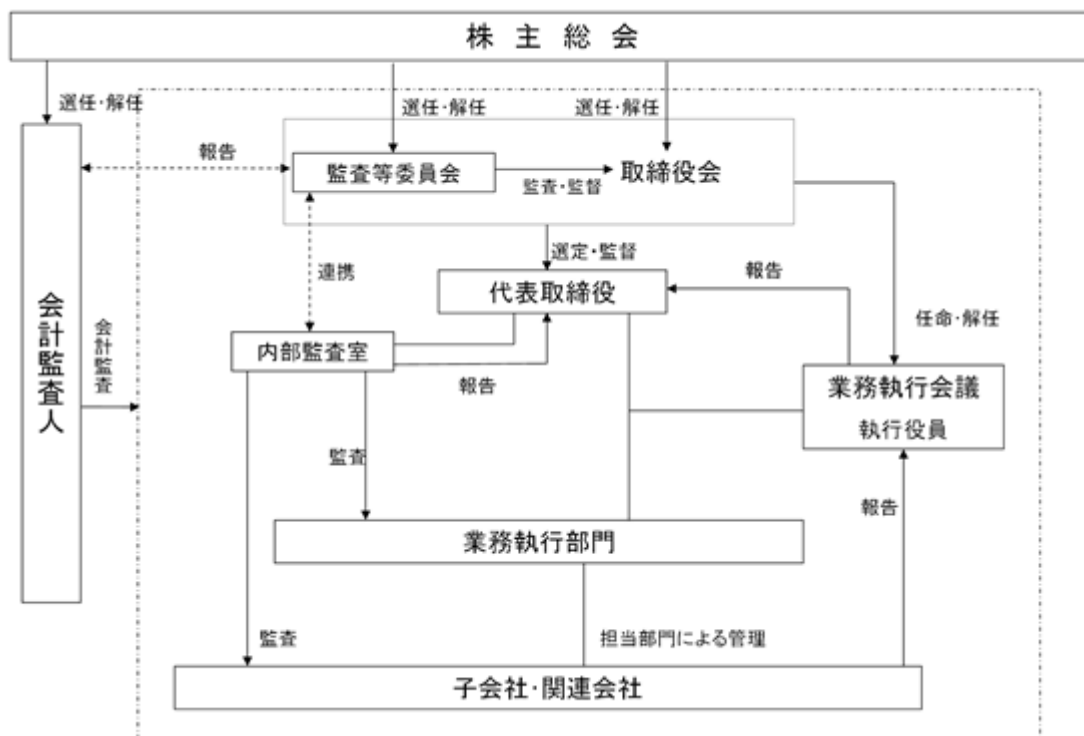 株主総会
選任・解任
選任・解任
選任・解任
報告
監査等委員会
監査・監督
取締役会
選定・監督
連携
報告
代表取締役
任命・解任
会計監査人
会計監査
内部監査室
報告
業務執行会議
執行役員
監査
報告
業務執行部門
監査
担当部門による管理
子会社・関連会社